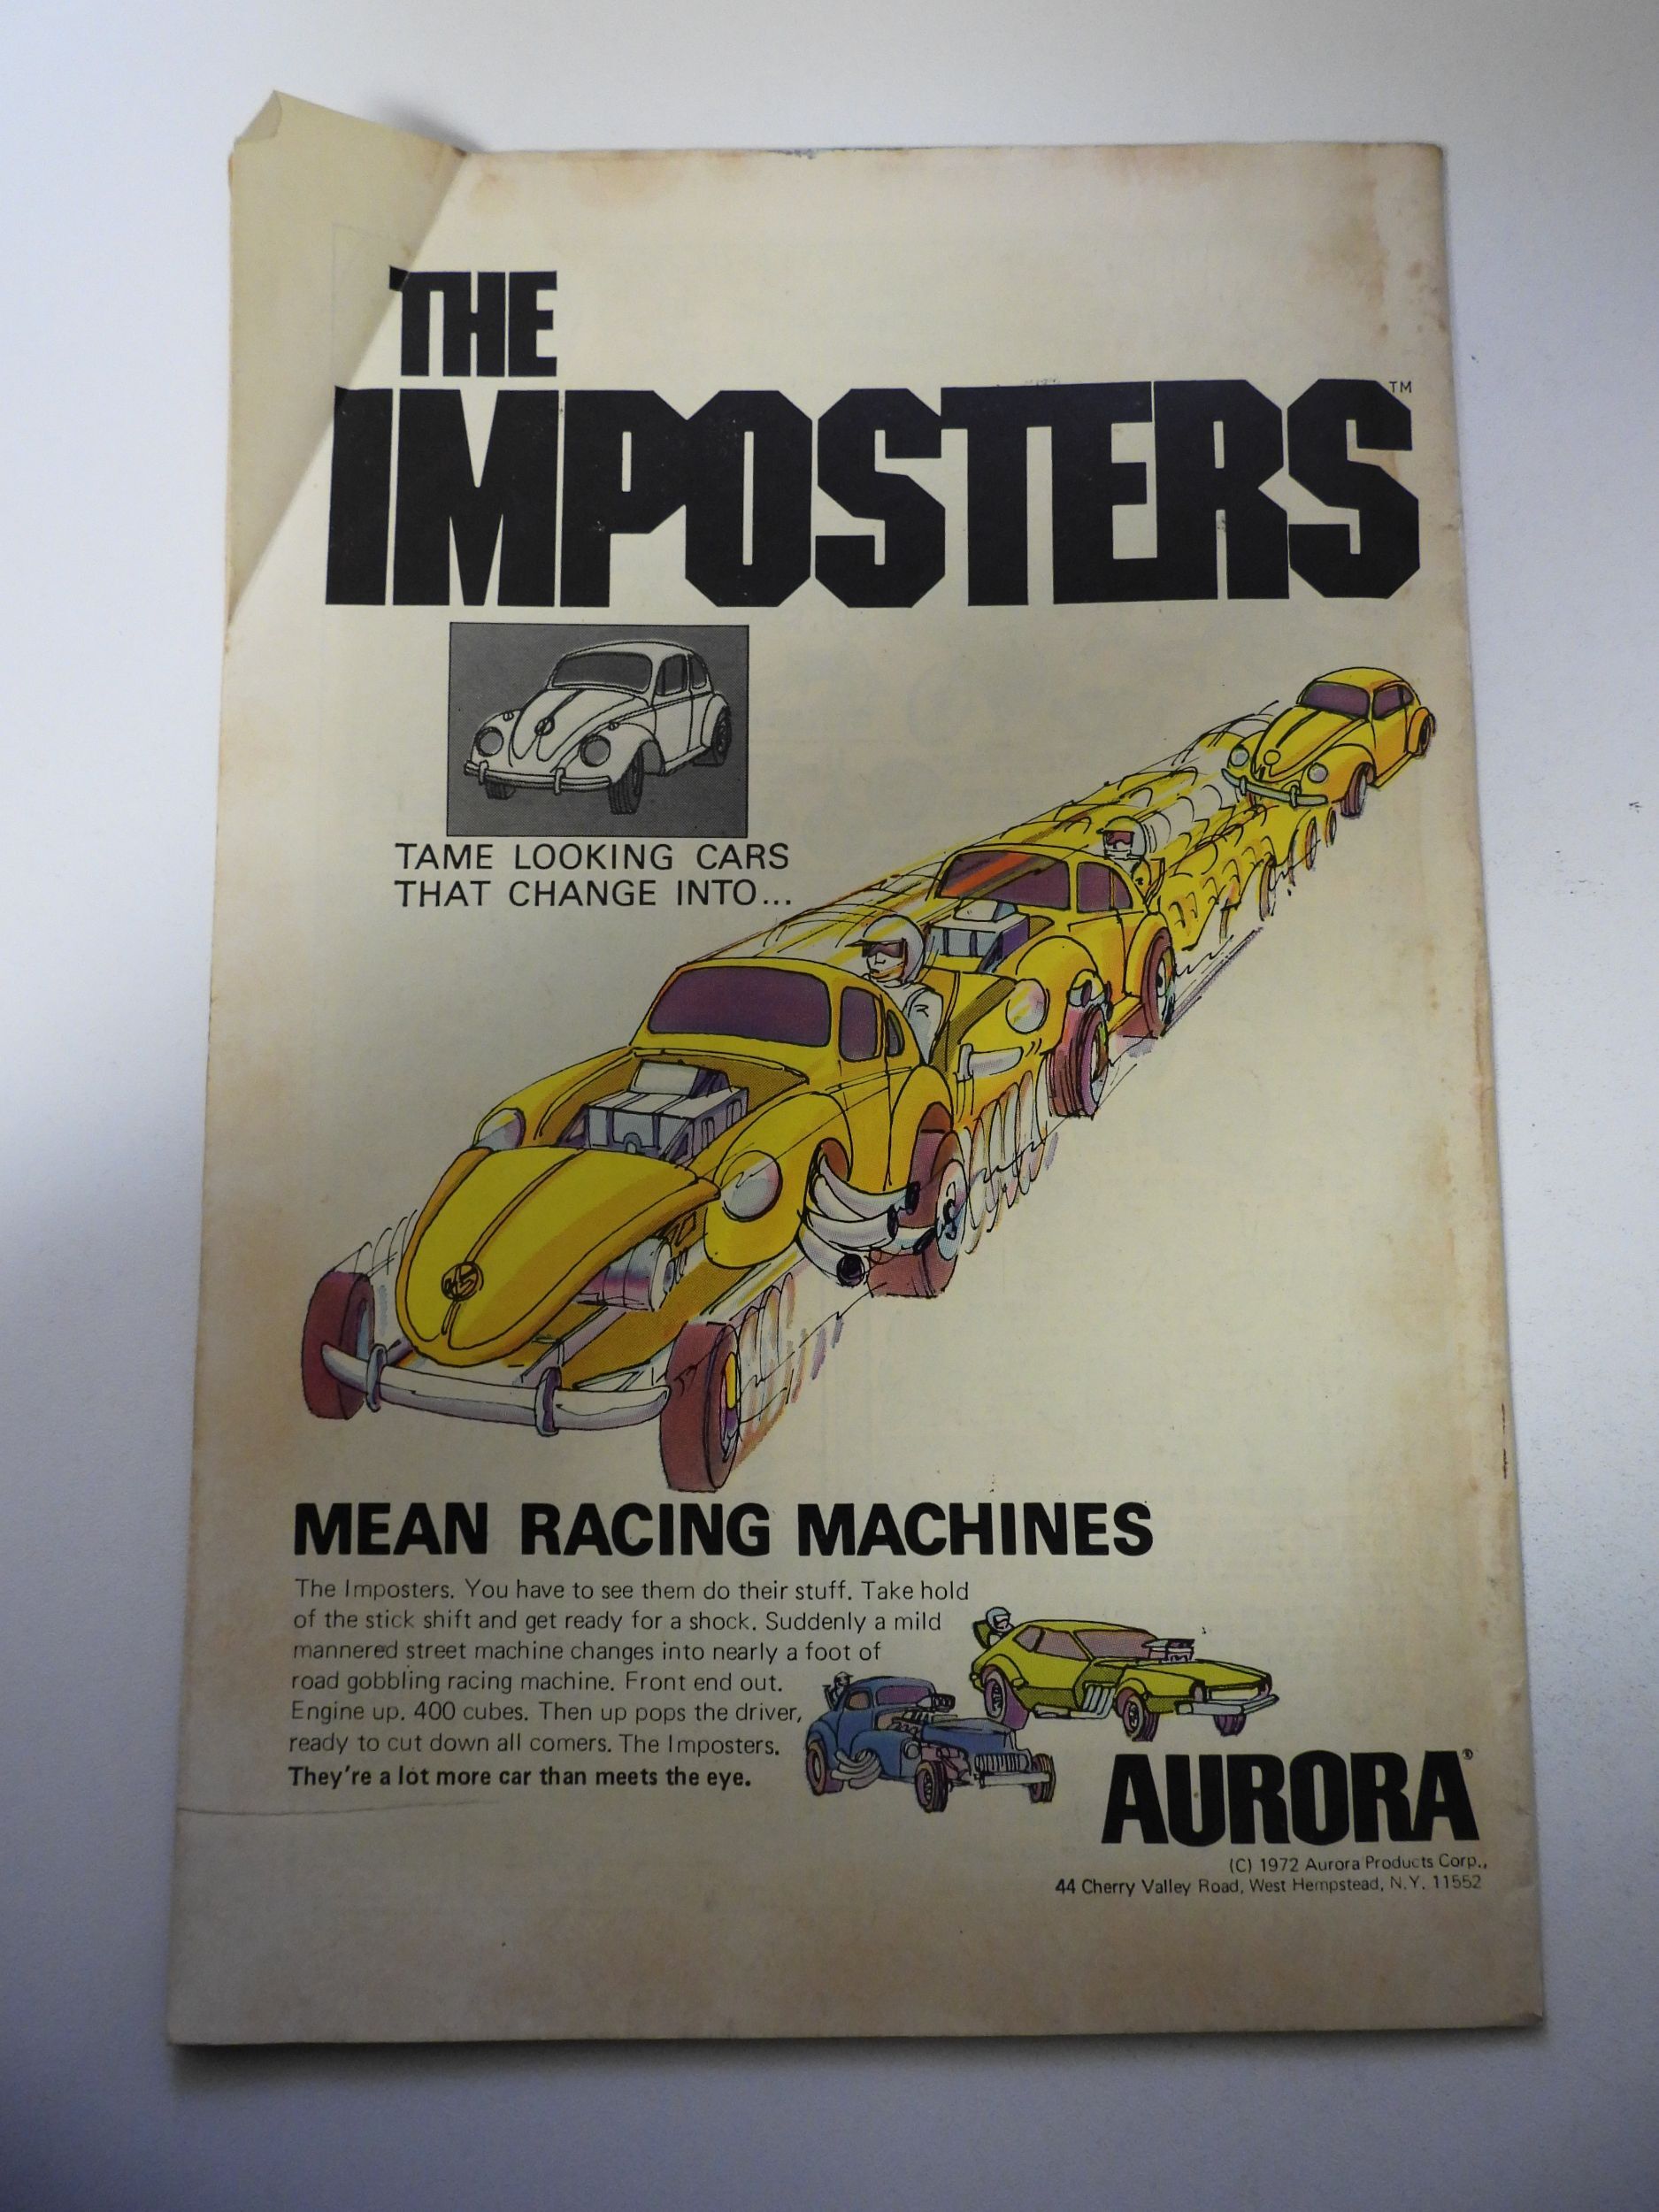 THE
IMPOSTERS™
TAME LOOKING CARS
THAT CHANGE INTO...
MEAN RACING MACHINES
The Imposters. You have to see them do their stuff. Take hold
of the stick shift and get ready for a shock. Suddenly a mild
mannered street machine changes into nearly a foot of
road gobbling racing machine. Front end out.
Engine up. 400 cubes. Then up pops the driver,
ready to cut down all comers. The Imposters.
They're a lot more car than meets the eye.
AURORA®
(C) 1972 Aurora Products Corp.,
44 Cherry Valley Road, West Hempstead, N.Y. 11552